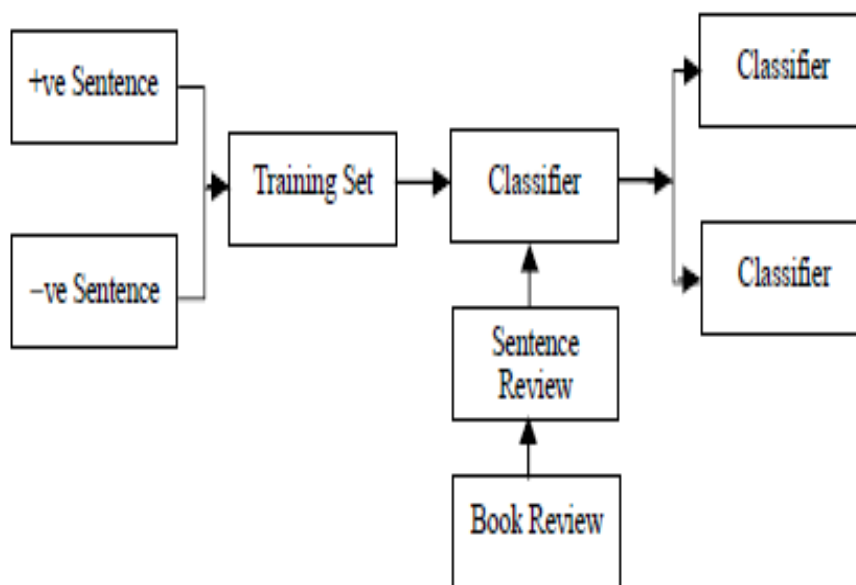 +ve Sentence
−ve Sentence
Training Set
Classifier
Sentence
Review
Book Review
Classifier
Classifier